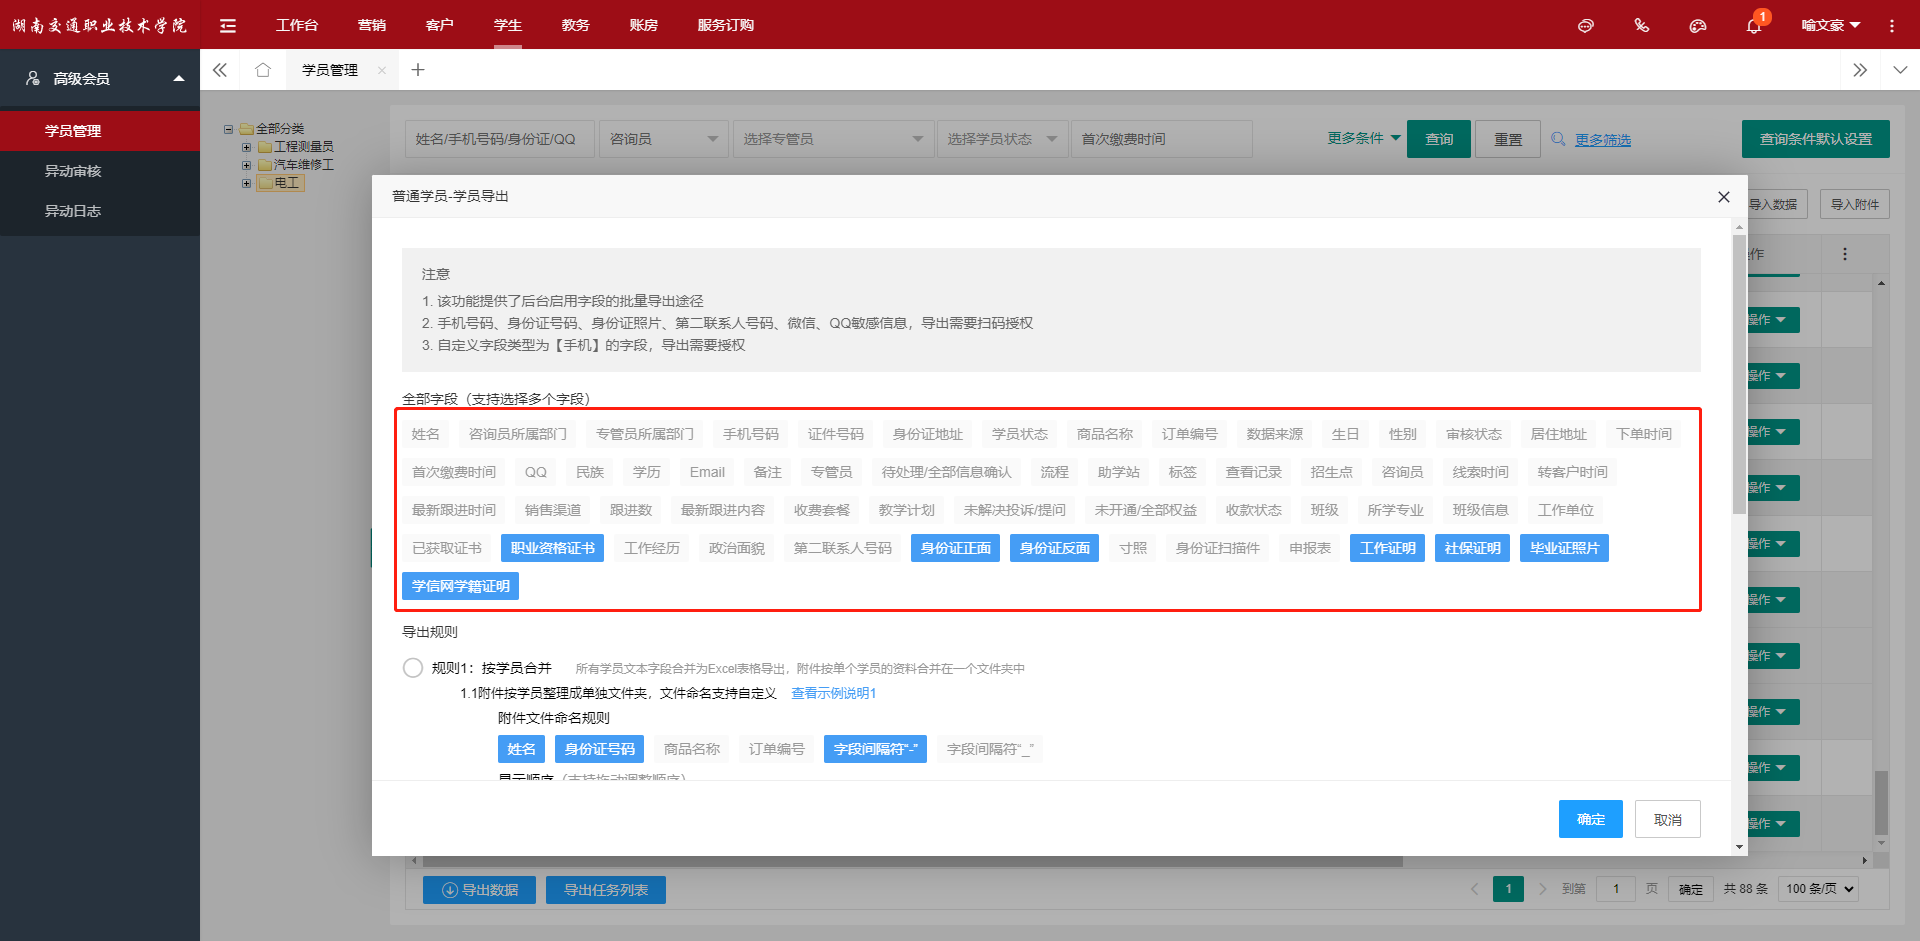 湖南交通职业技术学院
工作台 营销 客户 学生 教务 账房 服务订购
1
喻文豪
高级会员
学员管理
学员管理
异动审核
异动日志
全部分类
工程测量员
汽车维修工
电工
姓名/手机号码/身份证/QQ 咨询员 选择专管员 选择学员状态 首次缴费时间 更多条件 查询 重置 更多筛选 查询条件默认设置
导入数据 导入附件
普通学员-学员导出
注意
1. 该功能提供了后台启用字段的批量导出途径
2. 手机号码、身份证号码、身份证照片、第二联系人号码、微信、QQ敏感信息，导出需要扫码授权
3. 自定义字段类型为【手机】的字段，导出需要授权
全部字段（支持选择多个字段）
姓名 咨询员所属部门 专管员所属部门 手机号码 证件号码 身份证地址 学员状态 商品名称 订单编号 数据来源 生日 性别 审核状态 居住地址 下单时间
首次缴费时间 QQ 民族 学历 Email 备注 专管员 待处理/全部信息确认 流程 助学站 标签 查看记录 招生点 咨询员 线索时间 转客户时间
最新跟进时间 销售渠道 跟进数 最新跟进内容 收费套餐 教学计划 未解决投诉/提问 未开通/全部权益 收款状态 班级 所学专业 班级信息 工作单位
已获取证书 职业资格证书 工作经历 政治面貌 第二联系人号码 身份证正面 身份证反面 寸照 身份证扫描件 申报表 工作证明 社保证明 毕业证照片
学信网学籍证明
导出规则
规则1：按学员合并 所有学员文本字段合并为Excel表格导出，附件按单个学员的资料合并在一个文件夹中
1.1附件按学员整理成单独文件夹，文件命名支持自定义 查看示例说明1
附件文件命名规则
姓名 身份证号码 商品名称 订单编号 字段间隔符“-” 字段间隔符“_”
显示顺序（支持拖动调整顺序）
确定 取消
作
操作
操作
操作
操作
操作
操作
操作
操作
操作
操作
导出数据 导出任务列表
1 到第 1 页 确定 共 88 条 100 条/页